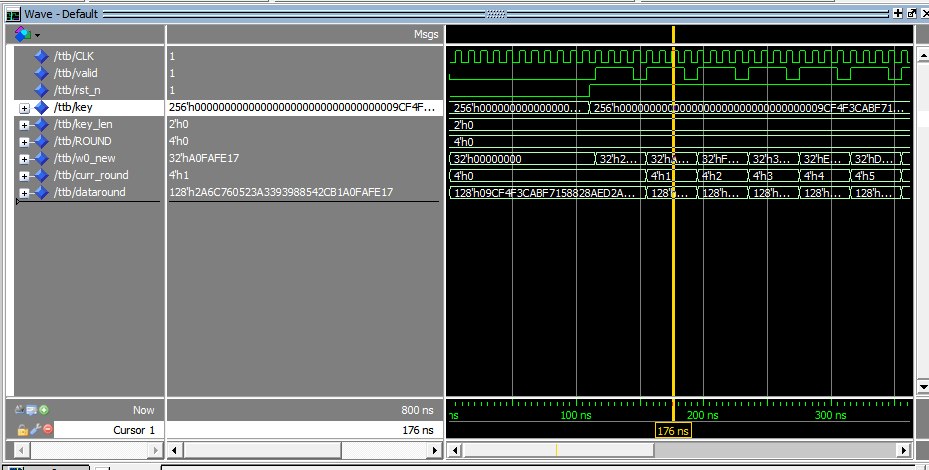 Wave - Default
Msgs
/ttb/CLK 1
/ttb/valid 1
/ttb/rst_n 1
/ttb/key 256'h00000000000000000000000000000000009CF4F... 256'h000000000000000... 256'h00000000000000000000000000000000009CF4F3CABF71...
/ttb/key_len 2'h0 2'h0
/ttb/ROUND 4'h0 4'h0
/ttb/w0_new 32'hA0FAFE17 32'h00000000 32'h2... 32'hA... 32'hF... 32'h3... 32'hE... 32'hD...
/ttb/curr_round 4'h1 4'h0 4'h1 4'h2 4'h3 4'h4 4'h5
/ttb/dataround 128'h2A6C760523A3393988542CB1A0FAFE17 128'h09CF4F3CABF7158828AED2A... 128'... 128'h... 128'h... 128'h... 128'h...
Now 800 ns ns 100 ns 200 ns 300 ns
Cursor 1 176 ns 176 ns